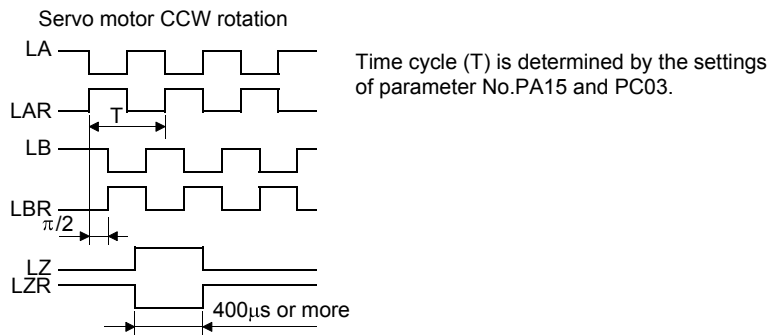 Servo motor CCW rotation
LA
Time cycle (T) is determined by the settings
of parameter No.PA15 and PC03.
LAR
T
LB
LBR
π/2
LZ
LZR
400μs or more